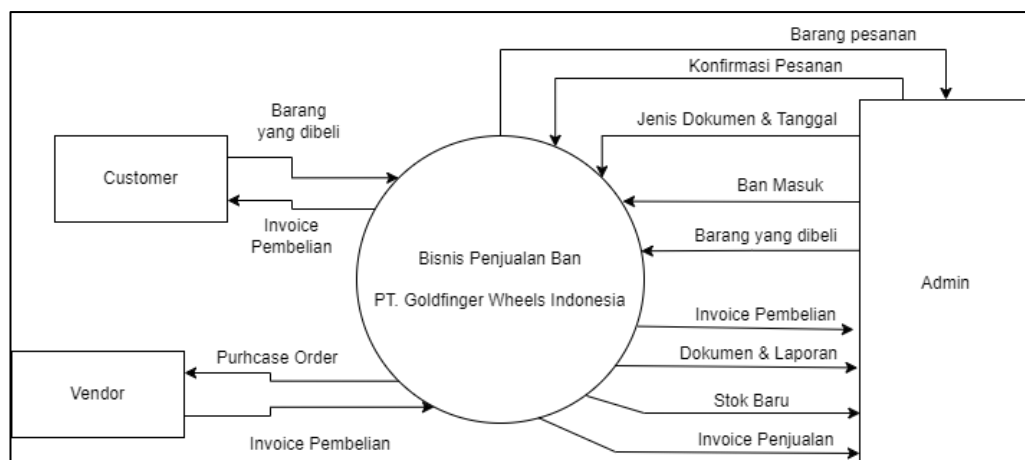 Barang pesanan
Konfirmasi Pesanan
Barang
yang dibeli
Jenis Dokumen & Tanggal
Customer
Ban Masuk
Invoice
Pembelian
Barang yang dibeli
Bisnis Penjualan Ban
PT. Goldfinger Wheels Indonesia
Admin
Invoice Pembelian
Purhcase Order
Dokumen & Laporan
Vendor
Stok Baru
Invoice Pembelian
Invoice Penjualan